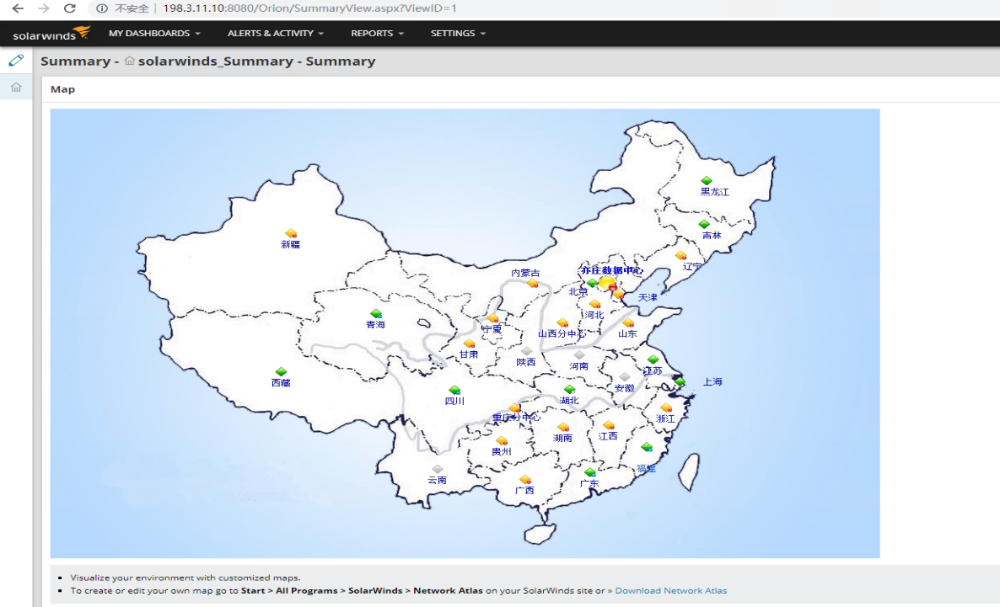 不安全 | 198.3.11.10:8080/Orion/SummaryView.aspx?ViewID=1
solarwinds MY DASHBOARDS ALERTS & ACTIVITY REPORTS SETTINGS
Summary - solarwinds_Summary - Summary
Map
黑龙江
吉林
新疆
辽宁
亦庄数据中心
内蒙古
北京
天津
河北
青海
宁夏
山西分中心
山东
甘肃
陕西
河南
江苏
西藏
安徽
上海
四川
湖北
重庆分中心
浙江
湖南
江西
贵州
福建
云南
广西
广东
Visualize your environment with customized maps.
To create or edit your own map go to Start > All Programs > SolarWinds > Network Atlas on your SolarWinds site or » Download Network Atlas